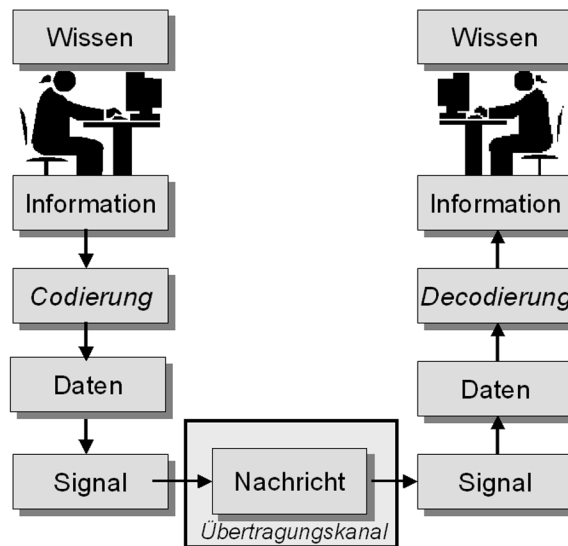 Wissen
Information
Codierung
Daten
Signal
Nachricht
Übertragungskanal
Wissen
Information
Decodierung
Daten
Signal